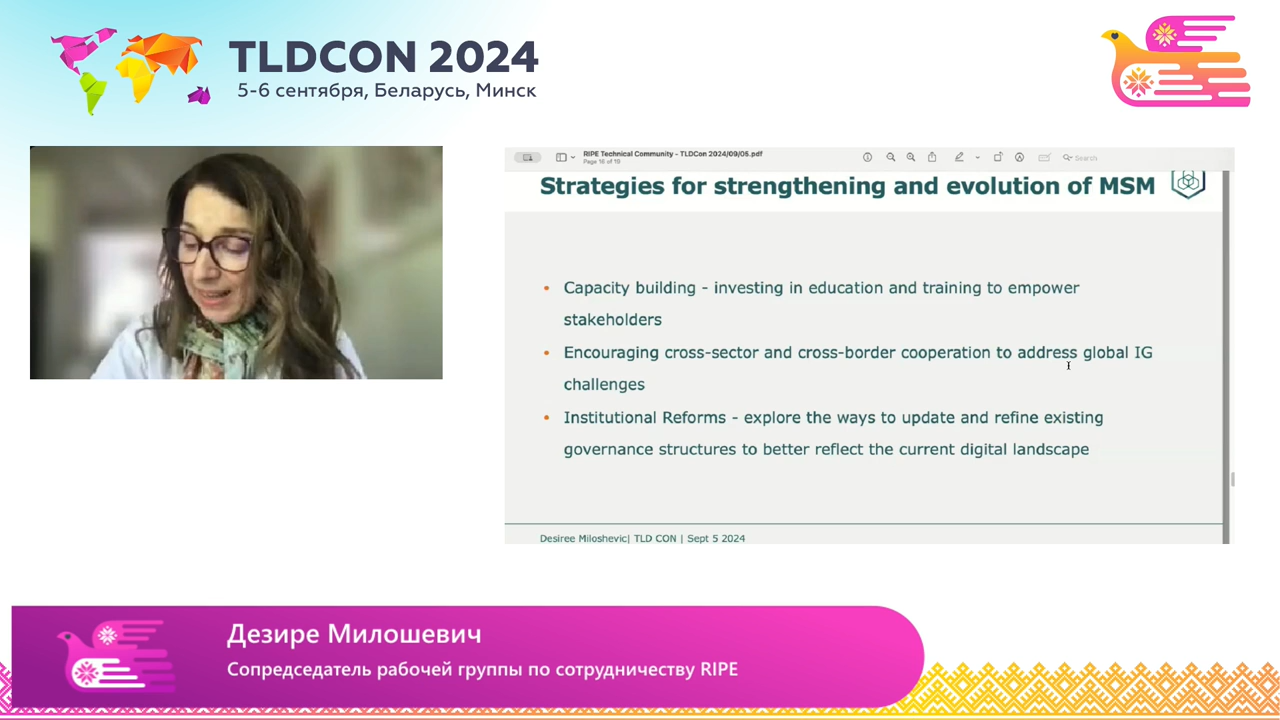 TLDCON 2024
5-6 сентября, Беларусь, Минск
RIPE Technical Community - TLDCon 2024/09/05.pdf
Page 16 of 19
Search
Strategies for strengthening and evolution of MSM
• Capacity building - investing in education and training to empower
stakeholders
• Encouraging cross-sector and cross-border cooperation to address global IG
challenges
• Institutional Reforms - explore the ways to update and refine existing
governance structures to better reflect the current digital landscape
Desiree Miloshevic| TLD CON | Sept 5 2024
Дезире Милошевич
Сопредседатель рабочей группы по сотрудничеству RIPE